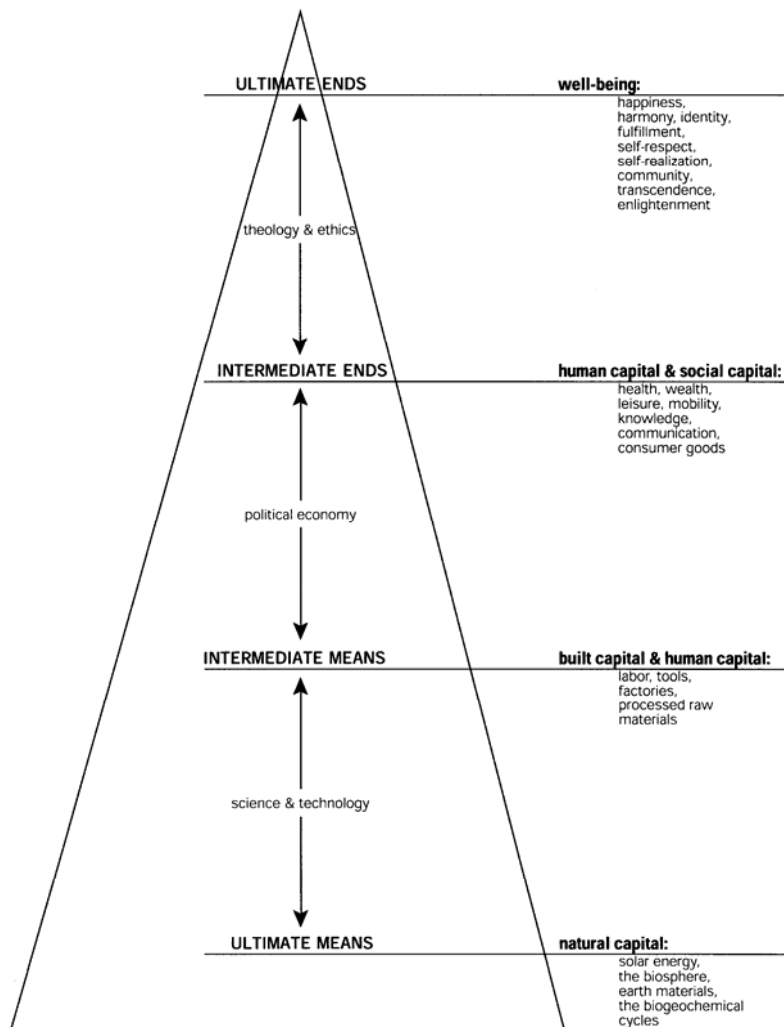 ULTIMATE ENDS
well-being:
happiness,
harmony, identity,
fulfillment,
self-respect,
self-realization,
community,
transcendence,
enlightenment
theology & ethics
INTERMEDIATE ENDS
human capital & social capital:
health, wealth,
leisure, mobility,
knowledge,
communication,
consumer goods
political economy
INTERMEDIATE MEANS
built capital & human capital:
labor, tools,
factories,
processed raw
materials
science & technology
ULTIMATE MEANS
natural capital:
solar energy,
the biosphere,
earth materials,
the biogeochemical
cycles